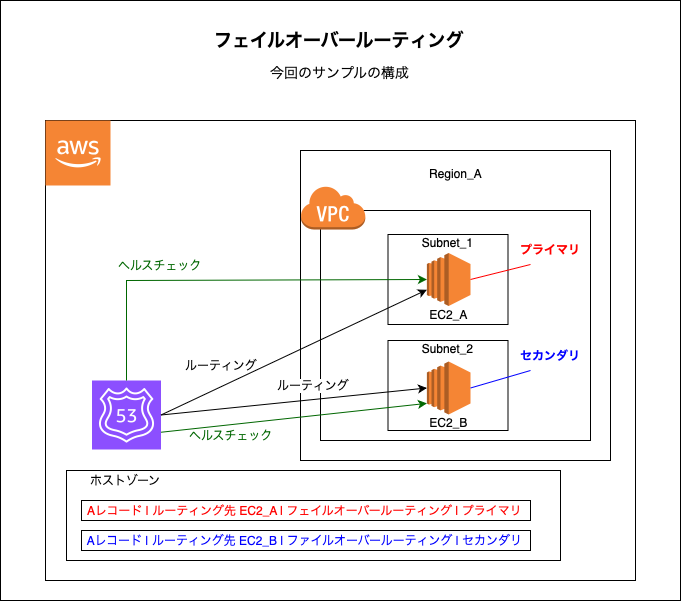 フェイルオーバールーティング
今回のサンプルの構成
aws
Region_A
VPC
Subnet_1
プライマリ
ヘルスチェック
EC2_A
Subnet_2
セカンダリ
ルーティング
ルーティング
53
EC2_B
ヘルスチェック
ホストゾーン
Aレコード | ルーティング先 EC2_A | フェイルオーバールーティング | プライマリ
Aレコード | ルーティング先 EC2_B | ファイルオーバールーティング | セカンダリ